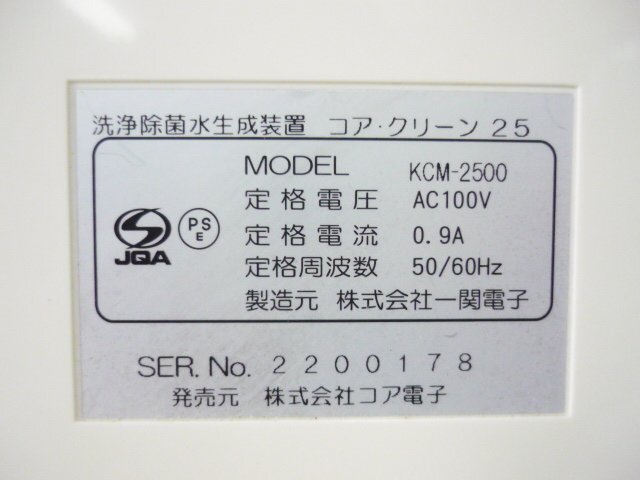 洗浄除菌水生成装置 コア・クリーン 25
MODEL KCM-2500
定格電圧 AC100V
定格電流 0.9A
定格周波数 50/60Hz
製造元 株式会社一関電子
JQA
PS
E
SER.No. 2200178
発売元 株式会社コア電子